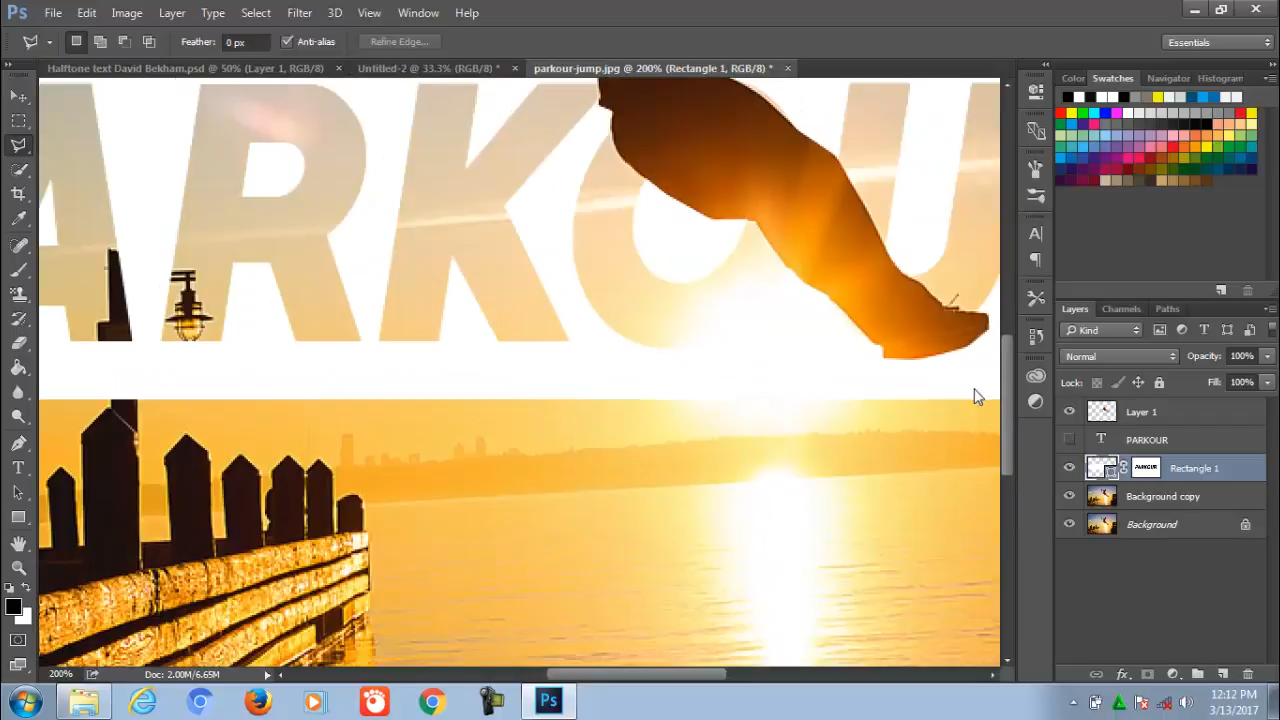 Ps File Edit Image Layer Type Select Filter 3D View Window Help
Feather: 0 px Anti-alias Refine Edge... Essentials
Halftone text David Bekham.psd @ 50% (Layer 1, RGB/8) × Untitled-2 @ 33.3% (RGB/8) * × parkour-jump.jpg @ 200% (Rectangle 1, RGB/8) * ×
Color Swatches Navigator Histogram
ARKOU
Layers Channels Paths
Kind
Normal Opacity: 100%
Lock: Fill: 100%
Layer 1
T PARKOUR
PARKOUR Rectangle 1
Background copy
Background
200% Doc: 2.00M/6.65M
Ps 12:12 PM
3/13/2017